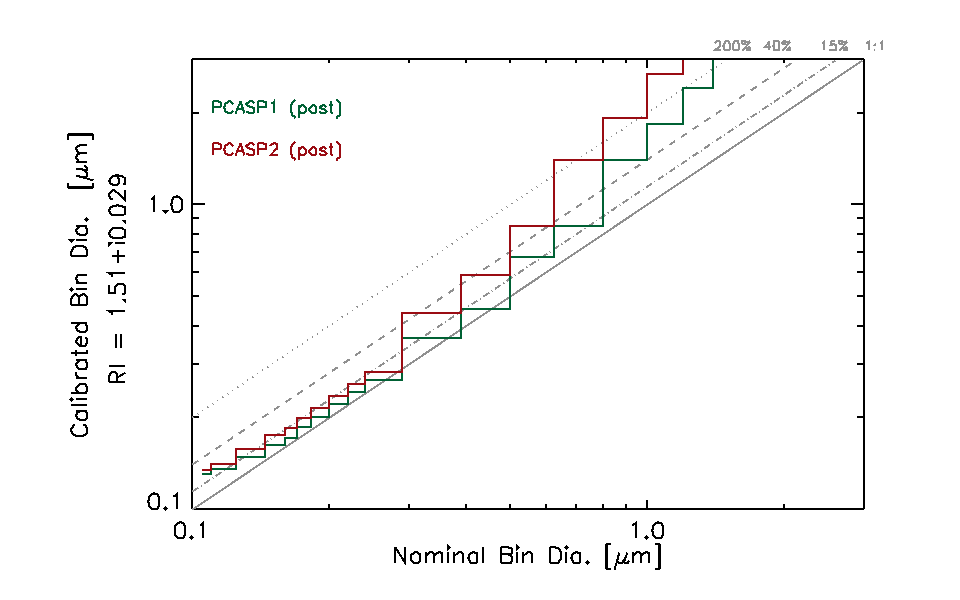 200% 40% 15% 1:1
PCASP1 (post)
PCASP2 (post)
Calibrated Bin Dia. [μm]
RI = 1.51+i0.029
1.0
0.1
0.1 1.0
Nominal Bin Dia. [μm]